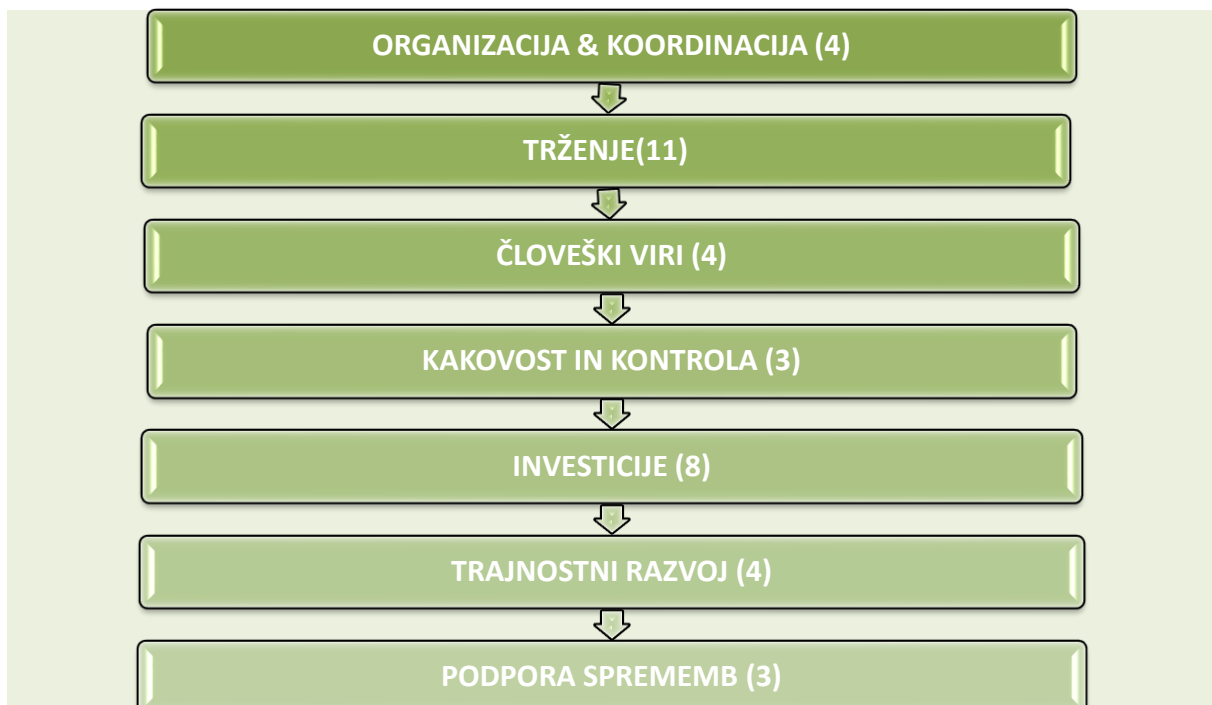 ORGANIZACIJA & KOORDINACIJA (4)
TRŽENJE(11)
ČLOVEŠKI VIRI (4)
KAKOVOST IN KONTROLA (3)
INVESTICIJE (8)
TRAJNOSTNI RAZVOJ (4)
PODPORA SPREMEMB (3)